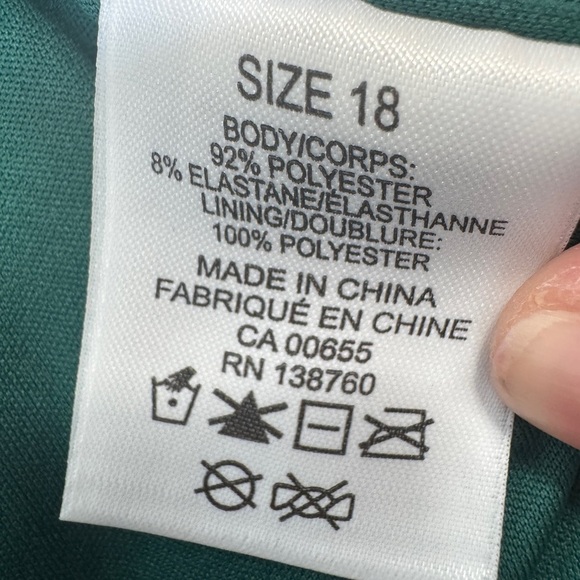 SIZE 18
BODY/CORPS:
92% POLYESTER
8% ELASTANE/ÉLASTHANNE
LINING/DOUBLURE:
100% POLYESTER
MADE IN CHINA
FABRIQUÉ EN CHINE
CA 00655
RN 138760